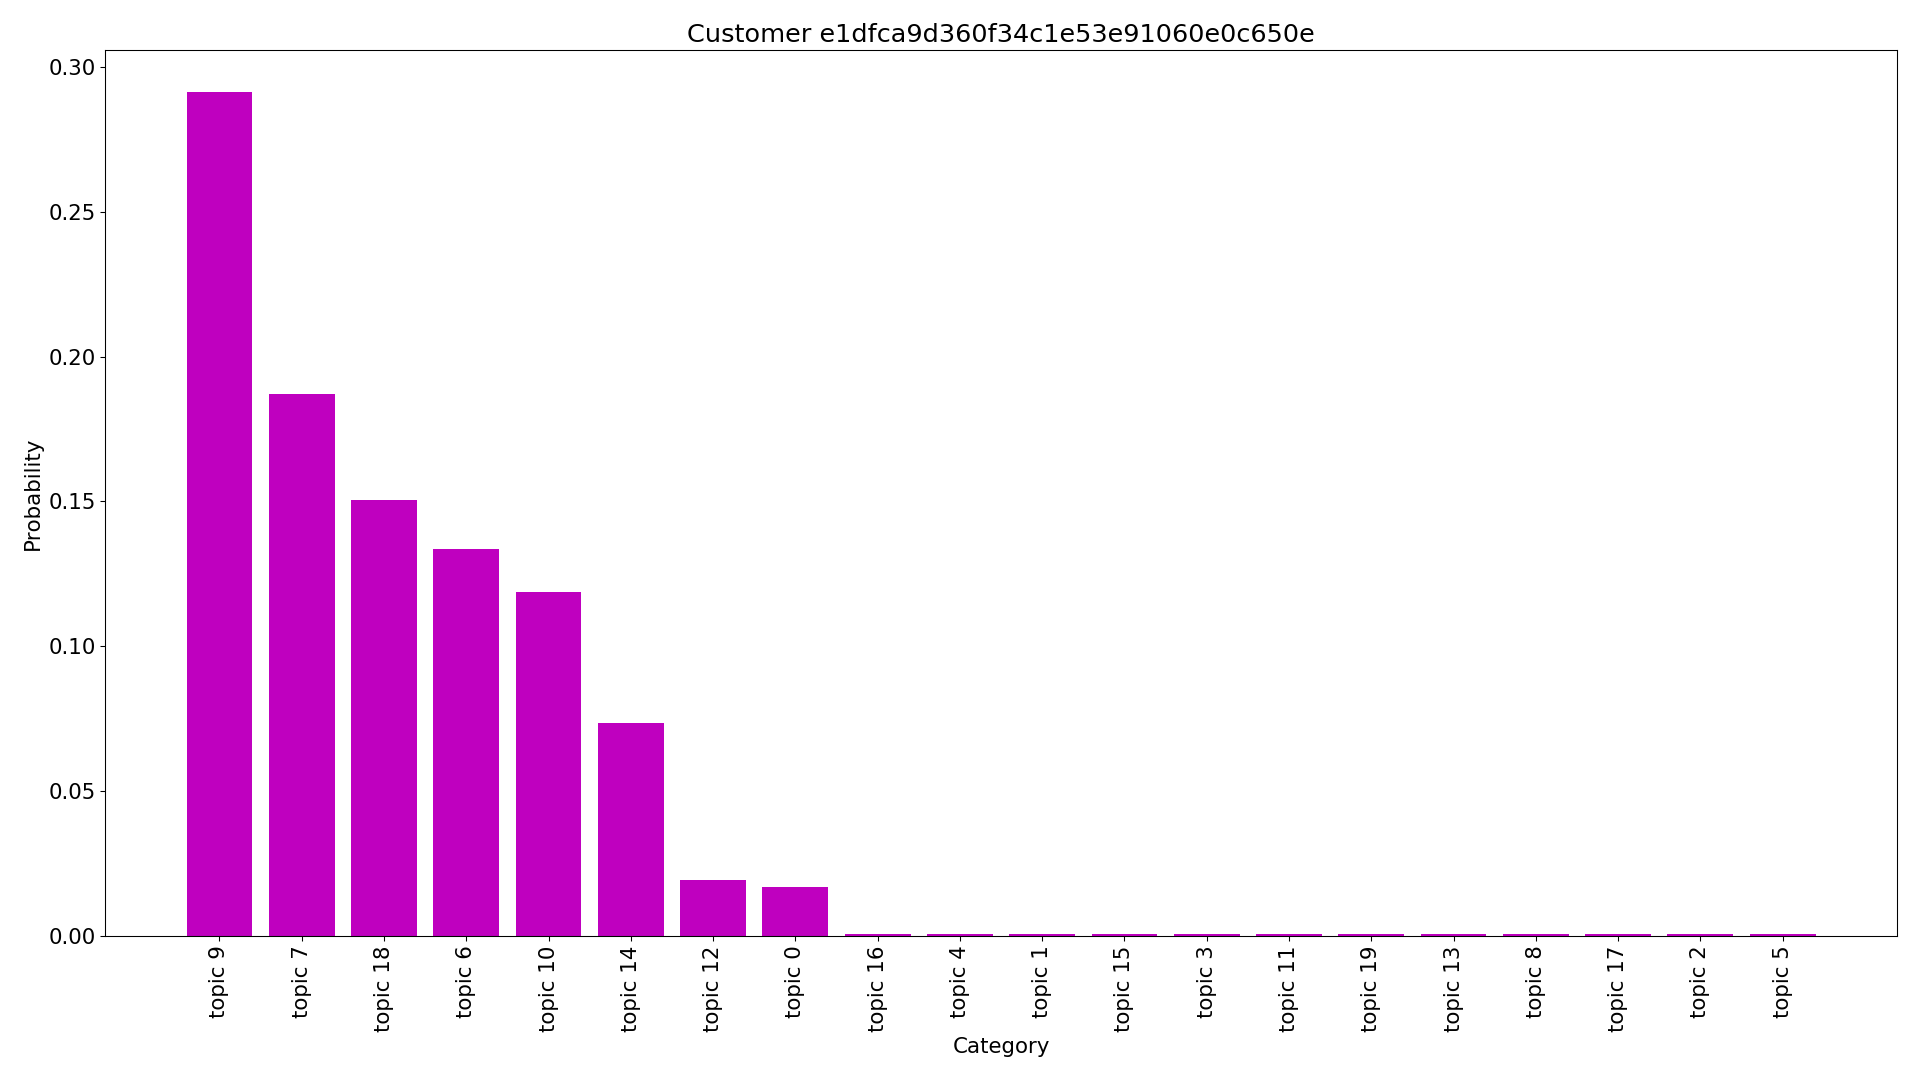 Customer e1dfca9d360f34c1e53e91060e0c650e
Probability
0.30
0.25
0.20
0.15
0.10
0.05
0.00
topic 9
topic 7
topic 18
topic 6
topic 10
topic 14
topic 12
topic 0
topic 16
topic 4
topic 1
topic 15
topic 3
topic 11
topic 19
topic 13
topic 8
topic 17
topic 2
topic 5
Category